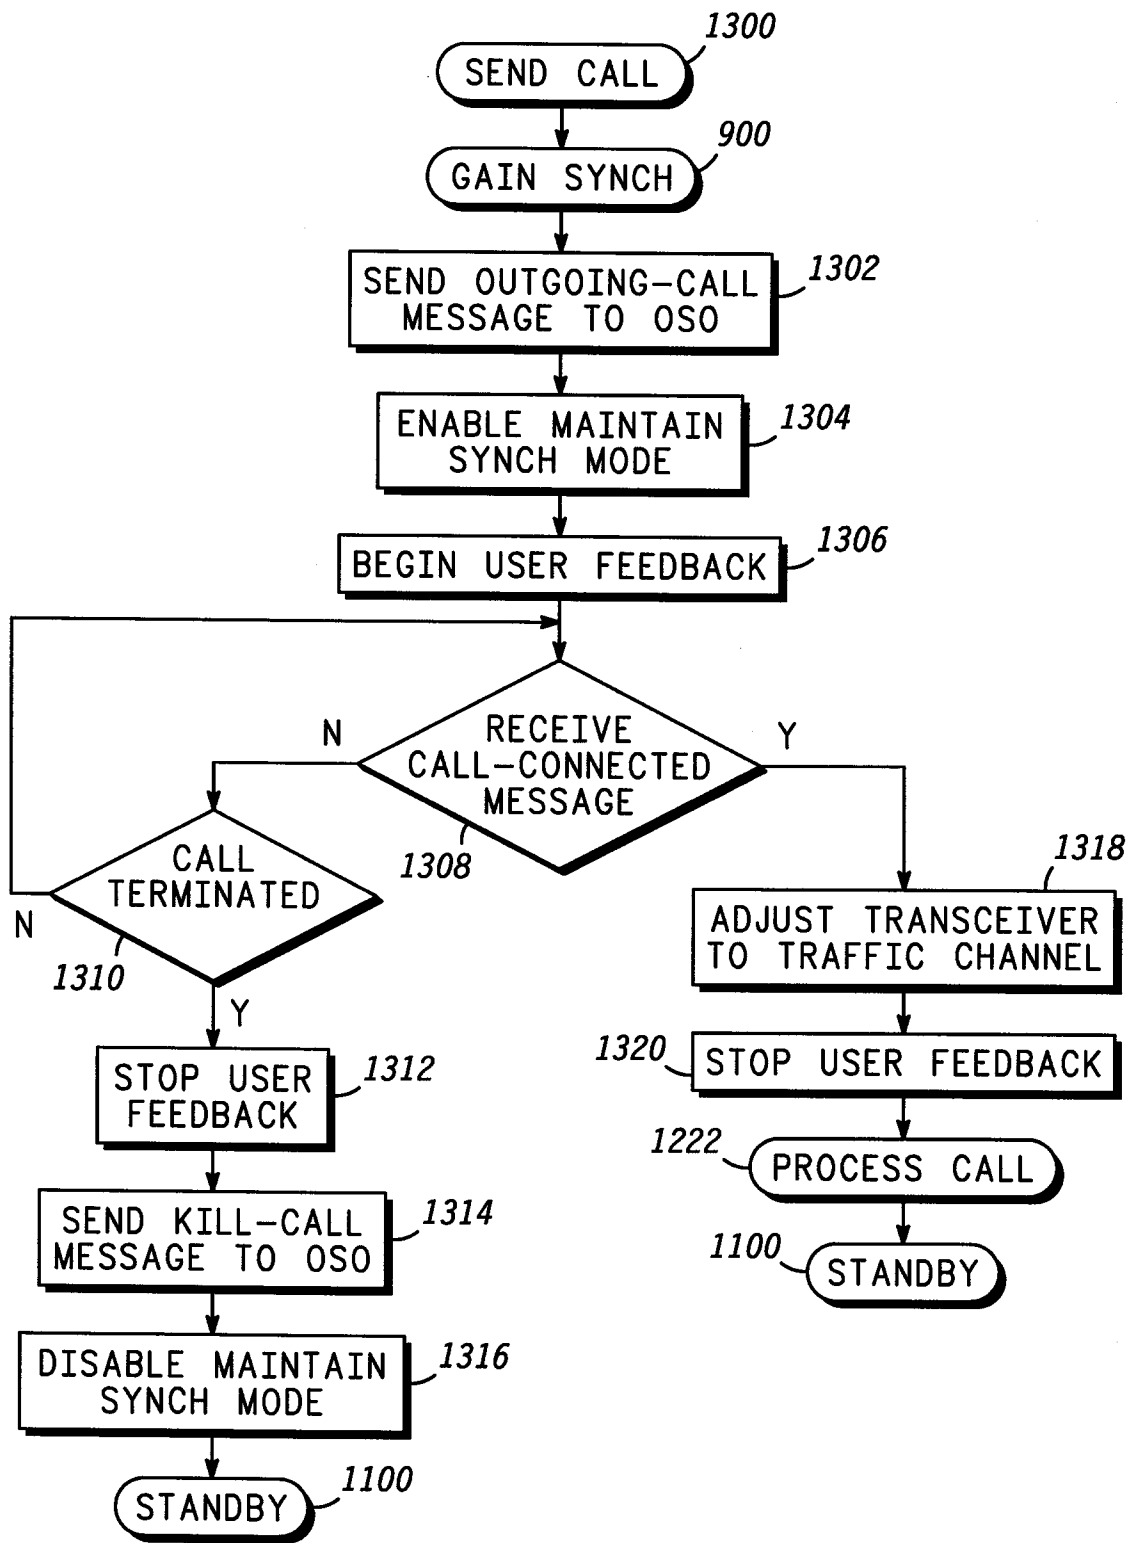 1300
SEND CALL
900
GAIN SYNCH
1302
SEND OUTGOING-CALL
MESSAGE TO OSO
1304
ENABLE MAINTAIN
SYNCH MODE
1306
BEGIN USER FEEDBACK
N
RECEIVE
CALL-CONNECTED
MESSAGE
Y
1308
CALL
TERMINATED
N
1310
Y
1318
ADJUST TRANSCEIVER
TO TRAFFIC CHANNEL
STOP USER
FEEDBACK
1312
1320
STOP USER FEEDBACK
1222
PROCESS CALL
SEND KILL-CALL
MESSAGE TO OSO
1314
1100
STANDBY
DISABLE MAINTAIN
SYNCH MODE
1316
STANDBY
1100